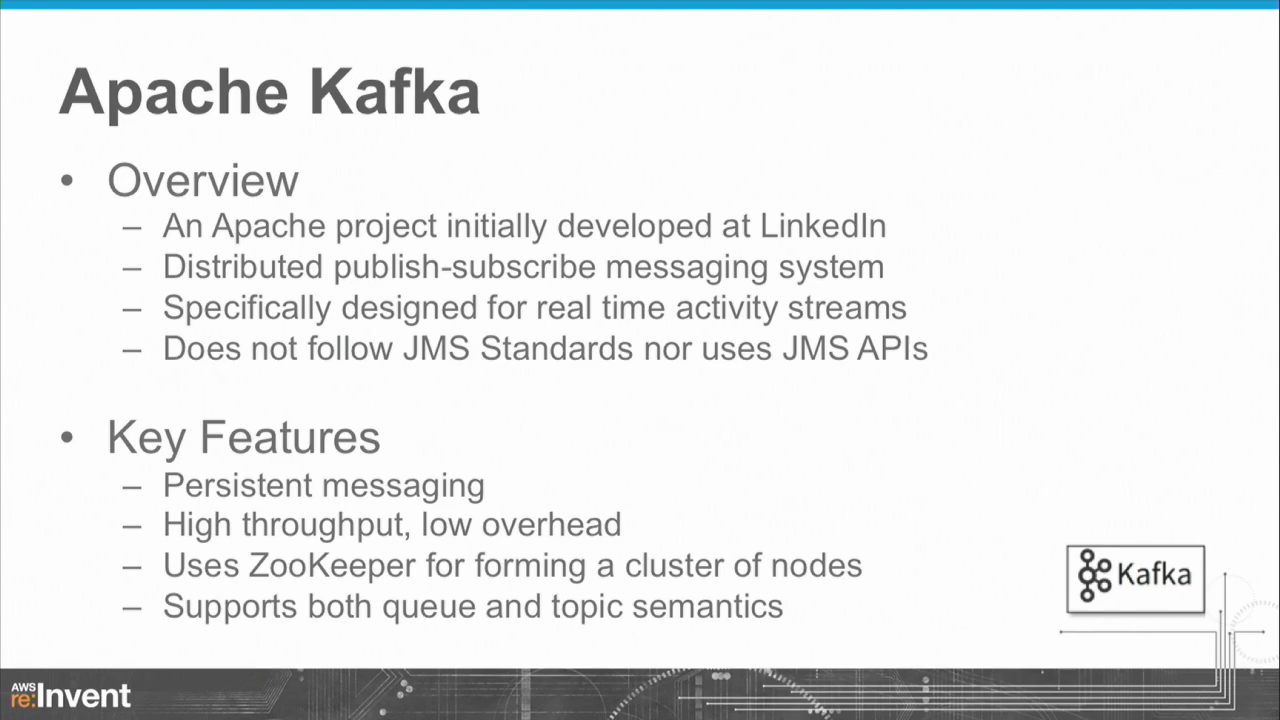 Apache Kafka
• Overview
– An Apache project initially developed at LinkedIn
– Distributed publish-subscribe messaging system
– Specifically designed for real time activity streams
– Does not follow JMS Standards nor uses JMS APIs
• Key Features
– Persistent messaging
– High throughput, low overhead
– Uses ZooKeeper for forming a cluster of nodes
– Supports both queue and topic semantics
Kafka
AWS
re:Invent